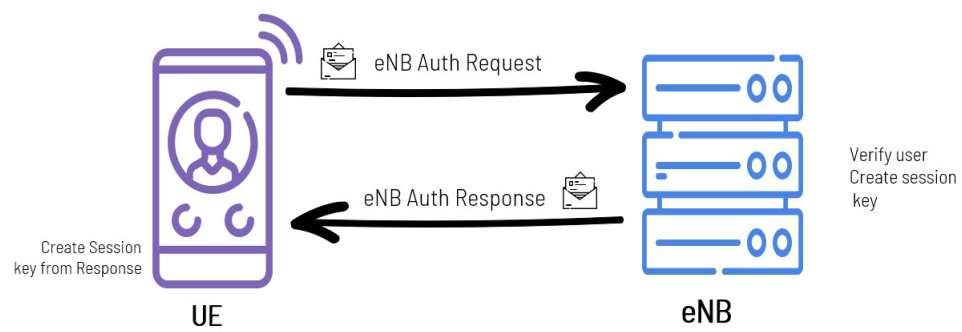 eNB Auth Request
Verify user
Create session
key
eNB Auth Response
Create Session
key from Response
UE
eNB